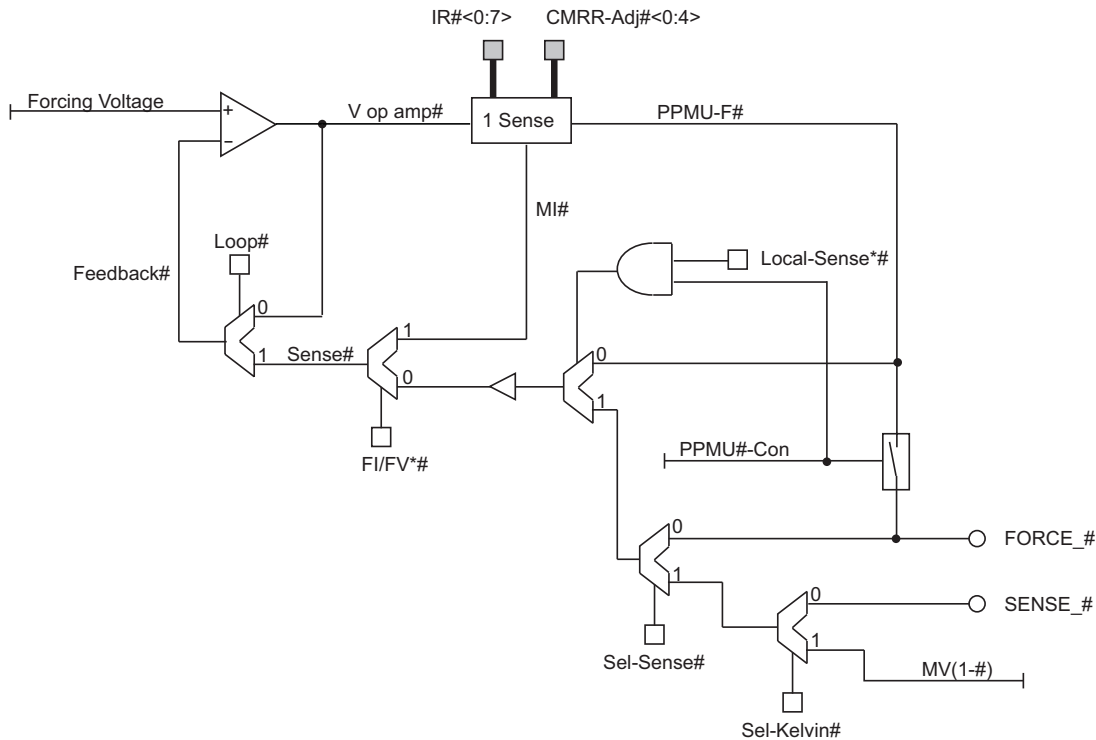 IR#<0:7>
CMRR-Adj#<0:4>
Forcing Voltage
+
−
V op amp#
1 Sense
PPMU-F#
MI#
Loop#
Local-Sense*#
Feedback#
0
1
Sense#
1
0
0
1
FI/FV*#
PPMU#-Con
0
1
FORCE_#
0
1
SENSE_#
Sel-Sense#
MV(1-#)
Sel-Kelvin#